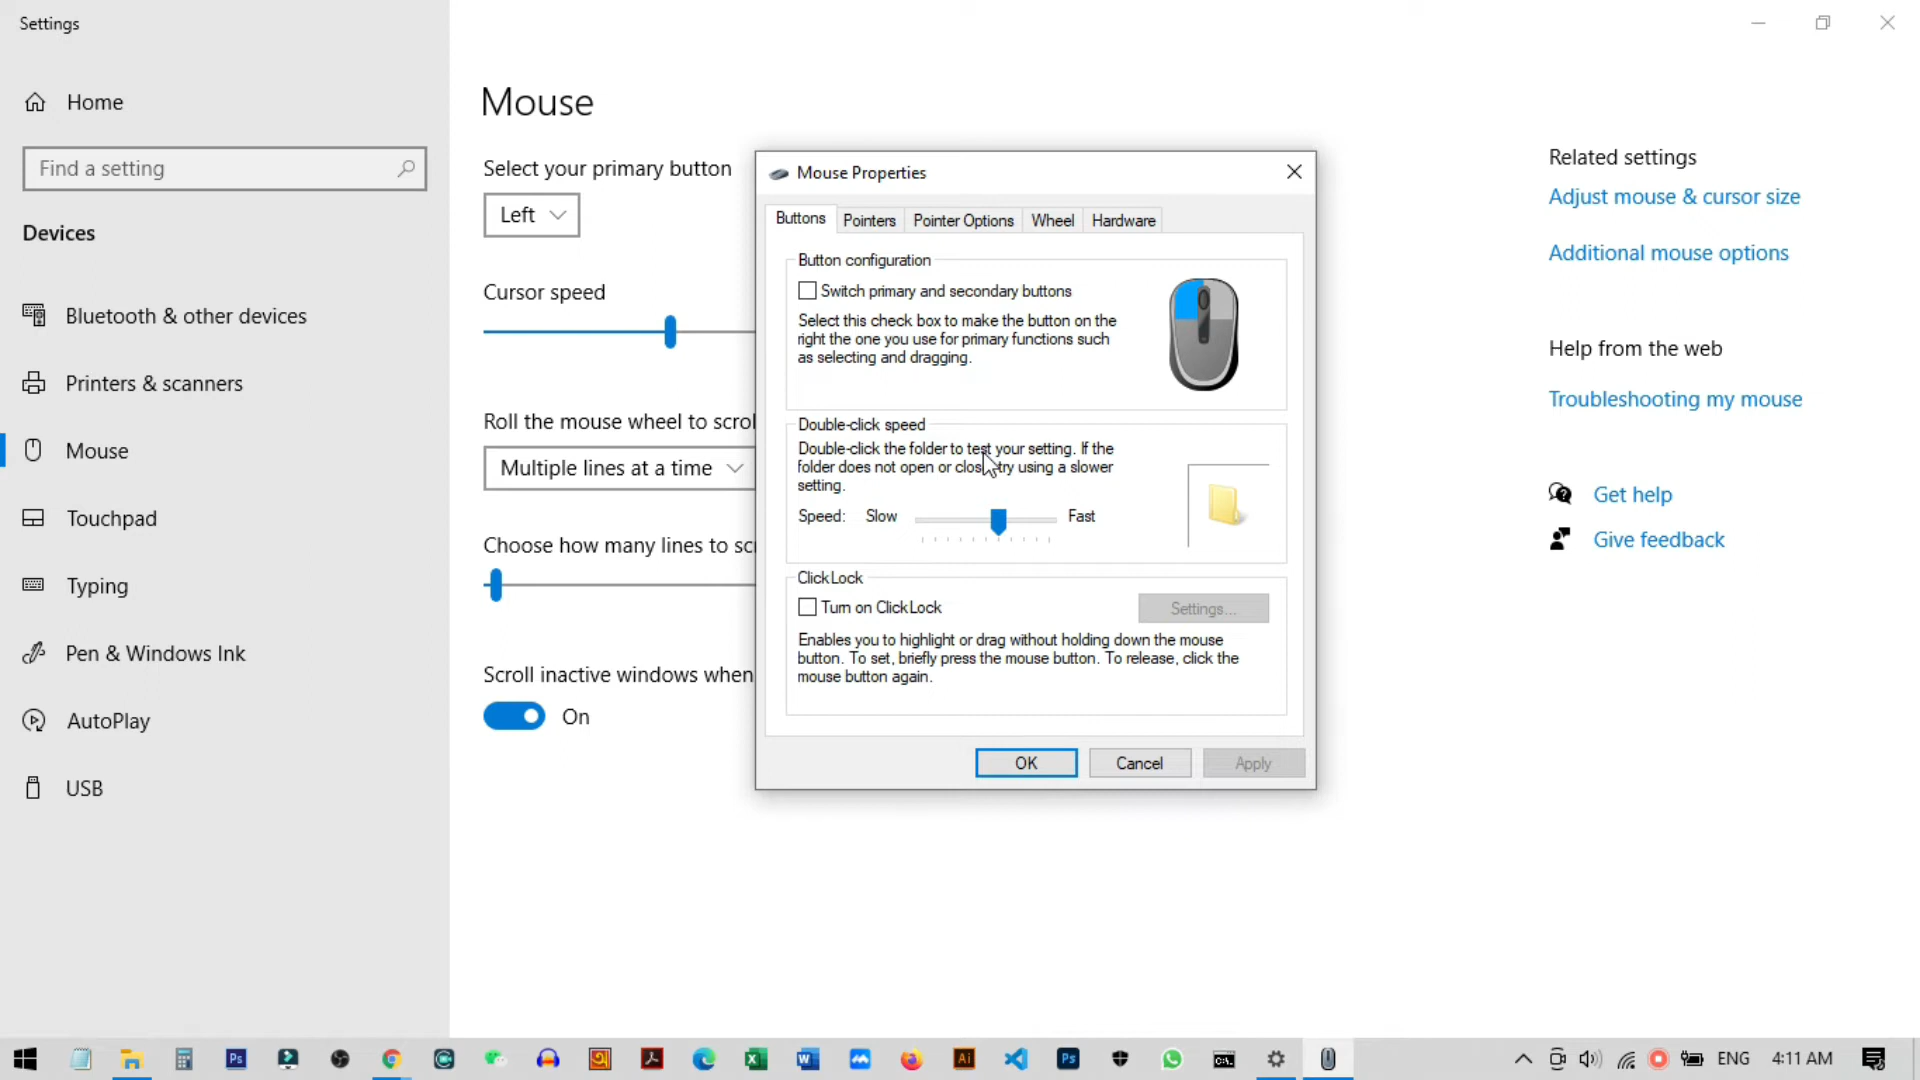 Settings
Home
Find a setting
Devices
Bluetooth & other devices
Printers & scanners
Mouse
Touchpad
Typing
Pen & Windows Ink
AutoPlay
USB
Mouse
Select your primary button
Left
Cursor speed
Roll the mouse wheel to scrol
Multiple lines at a time
Choose how many lines to sc
Scroll inactive windows when
On
Mouse Properties
Buttons Pointers Pointer Options Wheel Hardware
Button configuration
Switch primary and secondary buttons
Select this check box to make the button on the
right the one you use for primary functions such
as selecting and dragging.
Double-click speed
Double-click the folder to test your setting. If the
folder does not open or close, try using a slower
setting.
Speed: Slow Fast
ClickLock
Turn on ClickLock
Settings...
Enables you to highlight or drag without holding down the mouse
button. To set, briefly press the mouse button. To release, click the
mouse button again.
OK Cancel Apply
Related settings
Adjust mouse & cursor size
Additional mouse options
Help from the web
Troubleshooting my mouse
Get help
Give feedback
Ps
W
Ai
Ps
ENG 4:11 AM